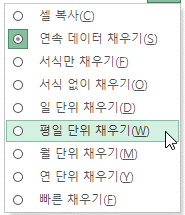 셀 복사(C)
연속 데이터 채우기(S)
서식만 채우기(F)
서식 없이 채우기(O)
일 단위 채우기(D)
평일 단위 채우기(W)
월 단위 채우기(M)
연 단위 채우기(Y)
빠른 채우기(F)